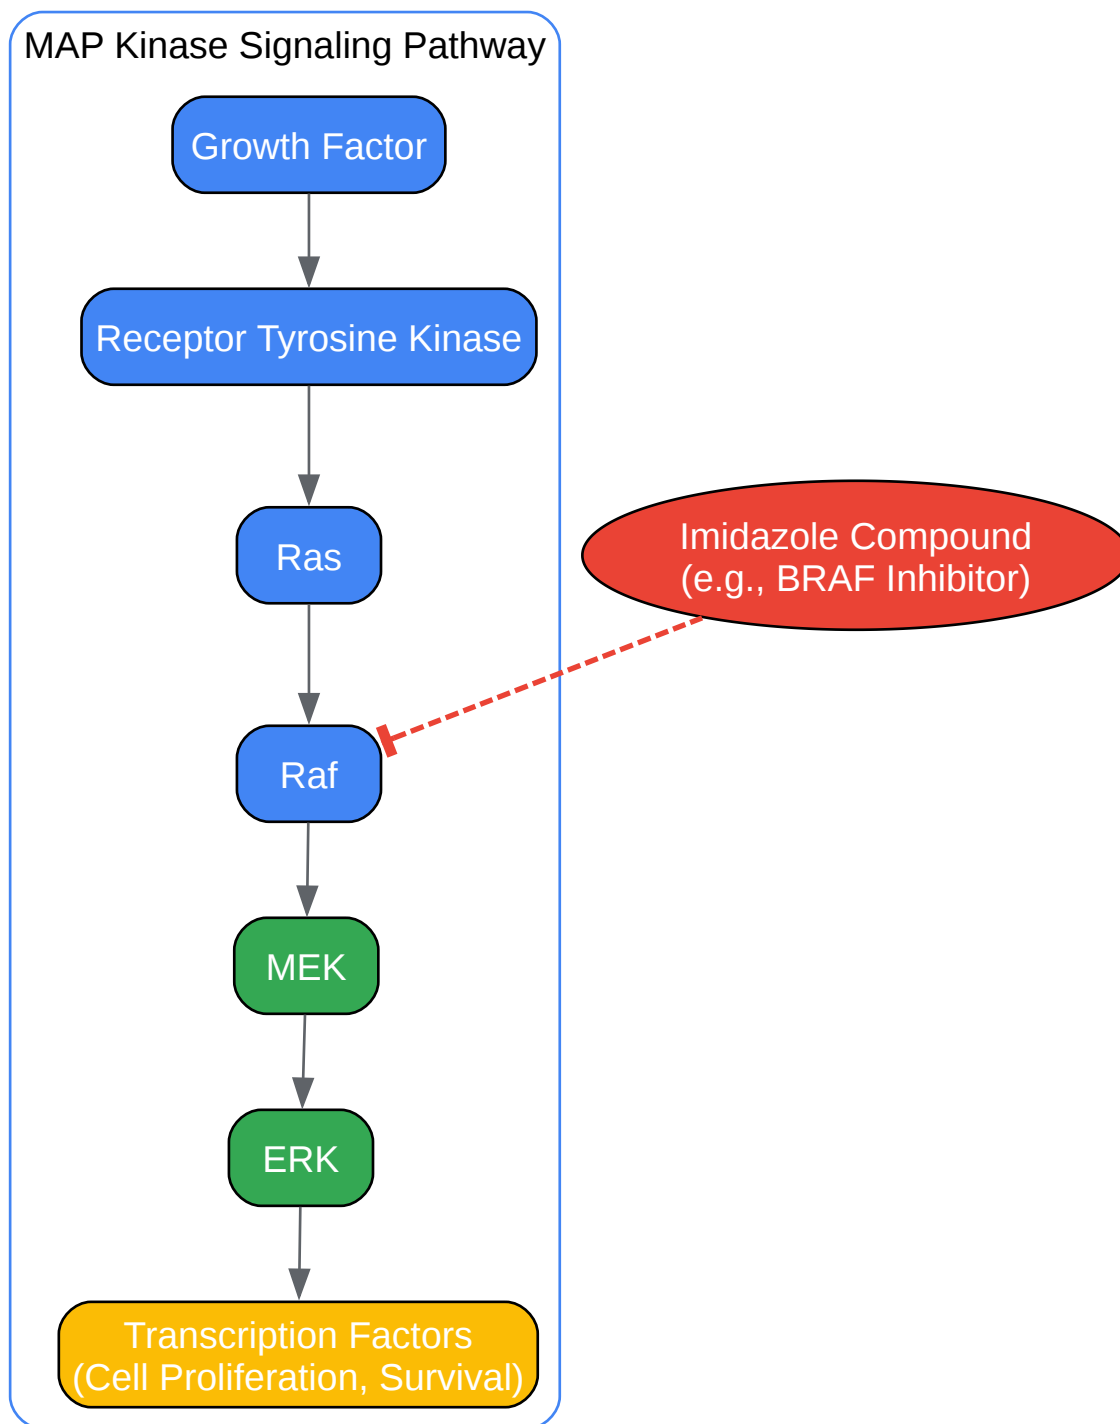 MAP Kinase Signaling Pathway
Growth Factor
Receptor Tyrosine Kinase
Ras
Imidazole Compound
(e.g., BRAF Inhibitor)
Raf
MEK
ERK
Transcription Factors
(Cell Proliferation, Survival)